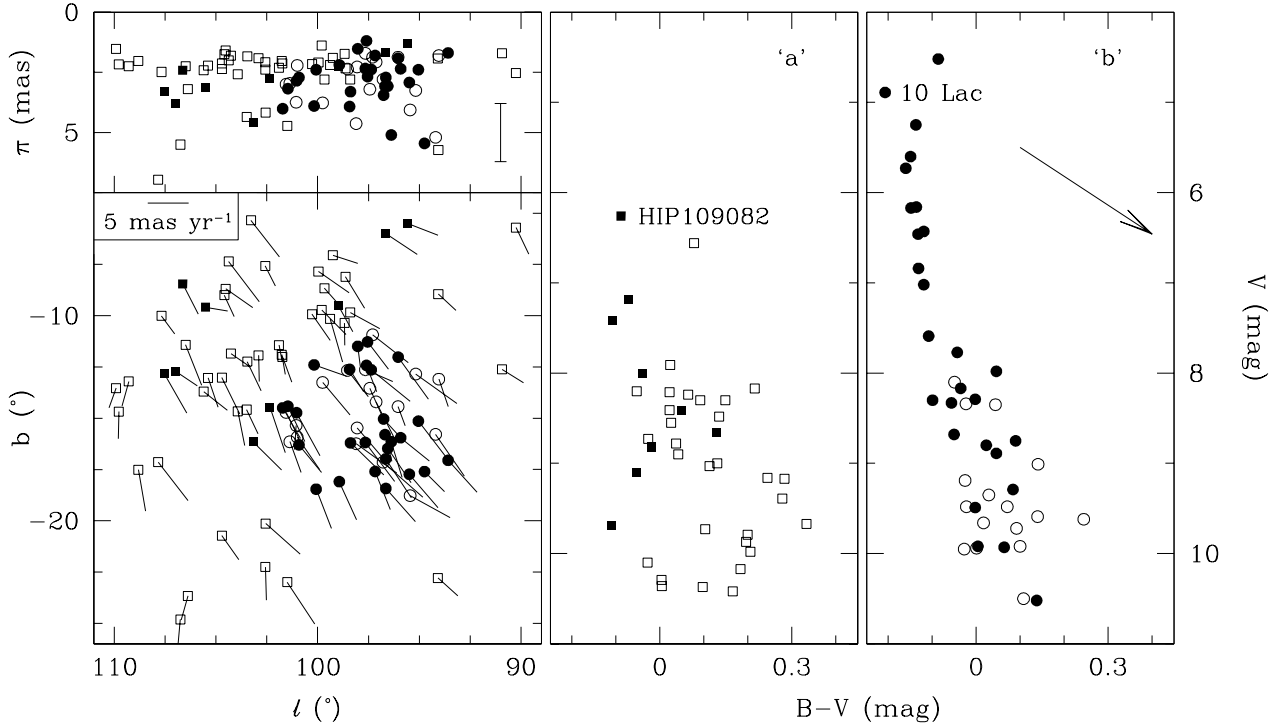 0
5
π (mas)
5 mas yr⁻¹
−10
−20
b (°)
110
100
90
ℓ (°)
'a'
HIP109082
0
0.3
'b'
10 Lac
0
0.3
B−V (mag)
6
8
10
V (mag)